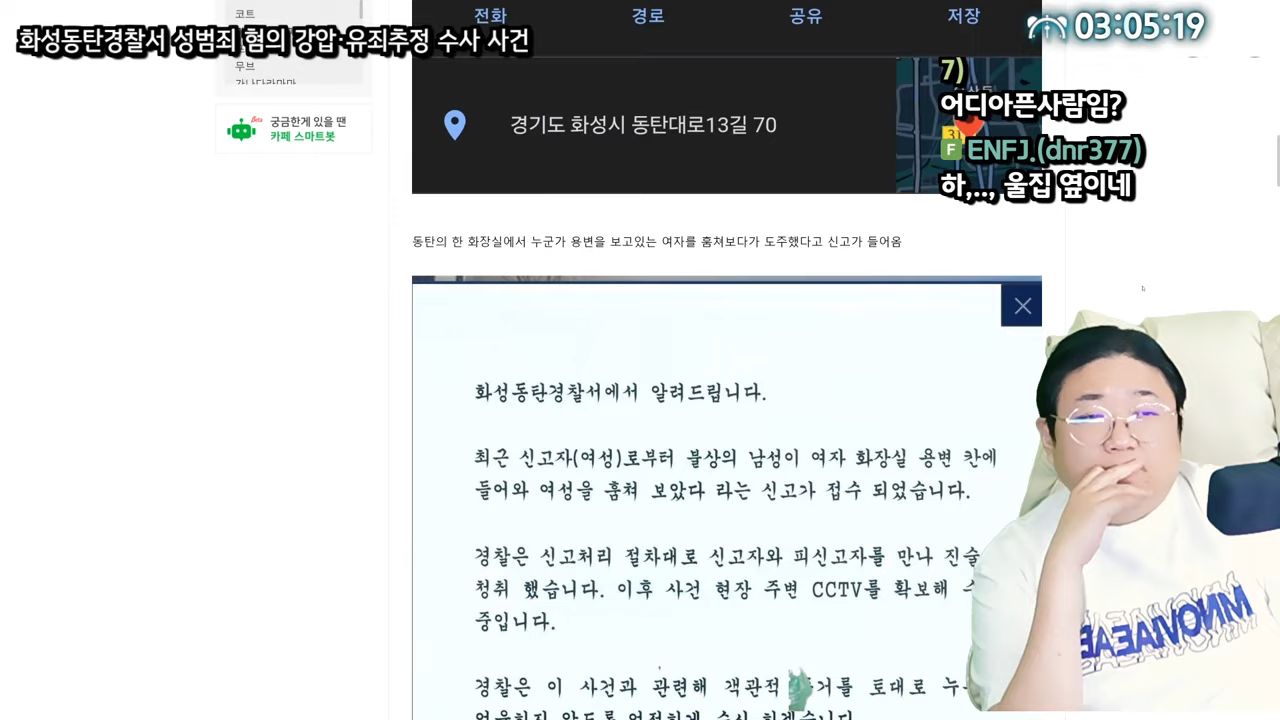 코트
화성동탄경찰서 성범죄 혐의 강압·유죄추정 수사 사건
무브
가나다라마마
Beta
궁금한게 있을 땐
카페 스마트봇
전화
경로
공유
저장
경기도 화성시 동탄대로13길 70
03:05:19
7)
어디아픈사람임?
31
F ENFJ.(dnr377)
하,.., 울집 옆이네
동탄의 한 화장실에서 누군가 용변을 보고있는 여자를 훔쳐보다가 도주했다고 신고가 들어옴
화성동탄경찰서에서 알려드립니다.
최근 신고자(여성)로부터 불상의 남성이 여자 화장실 용변 칸에
들어와 여성을 훔쳐 보았다 라는 신고가 접수 되었습니다.
경찰은 신고처리 절차대로 신고자와 피신고자를 만나 진술
청취 했습니다. 이후 사건 현장 주변 CCTV를 확보해
중입니다.
경찰은 이 사건과 관련해 객관적 토대로